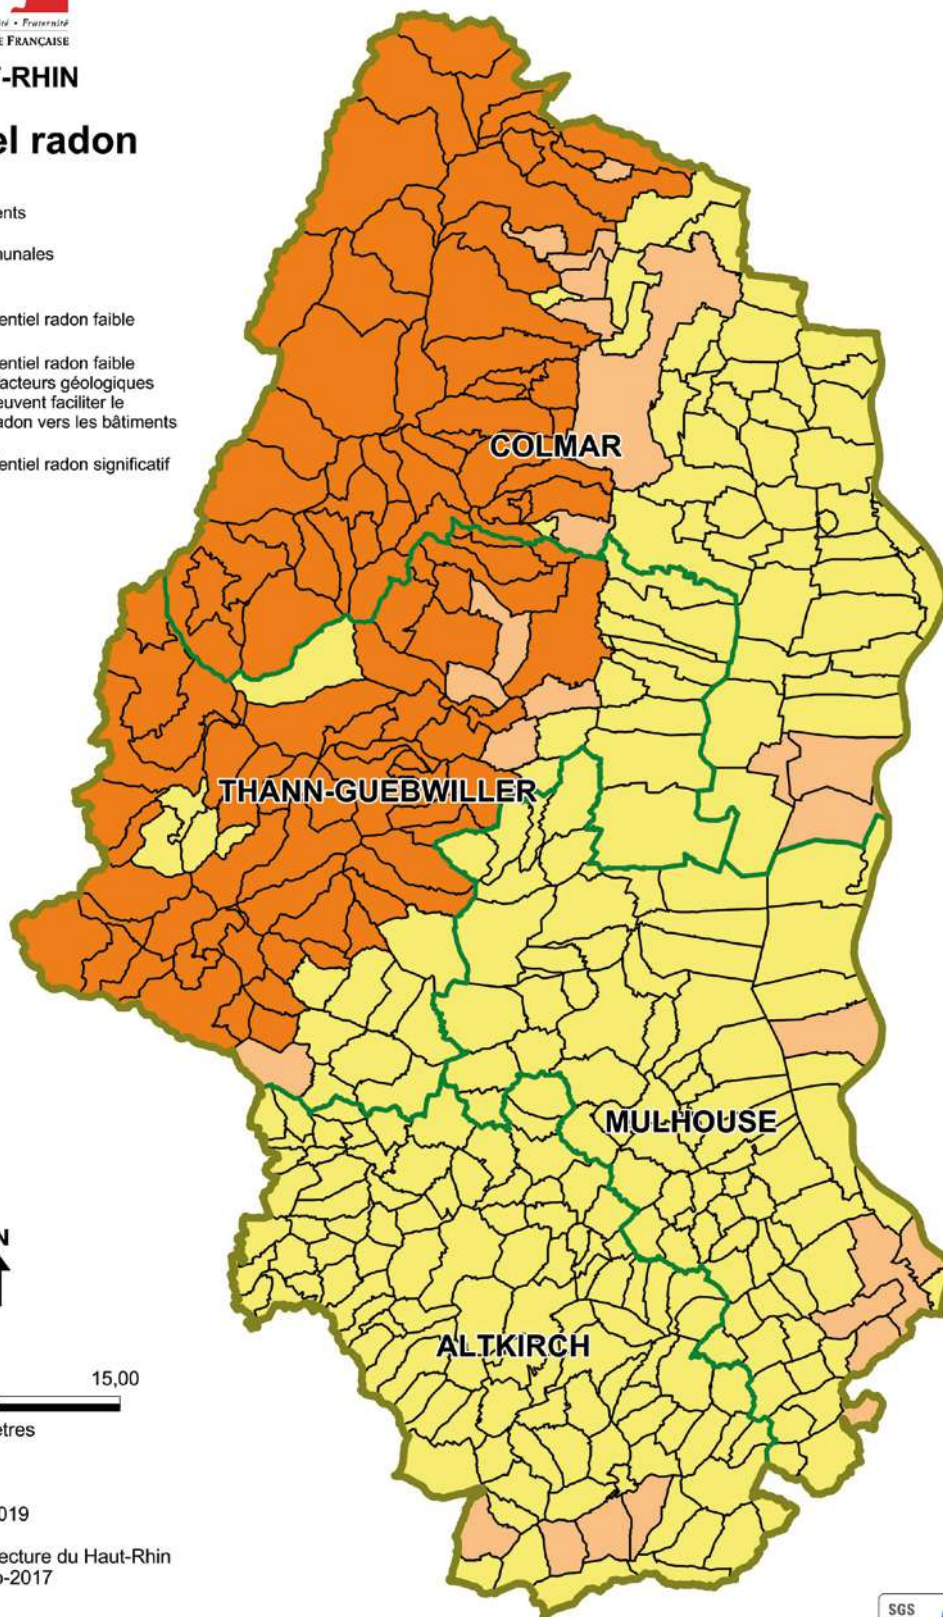 ité • Fraternité
E FRANÇAISE
-RHIN
el radon
ents
unales
entiel radon faible
entiel radon faible
acteurs géologiques
euvent faciliter le
adon vers les bâtiments
entiel radon significatif
COLMAR
THANN-GUEBWILLER
MULHOUSE
N
ALTKIRCH
15,00
ètres
019
ecture du Haut-Rhin
o-2017
SGS